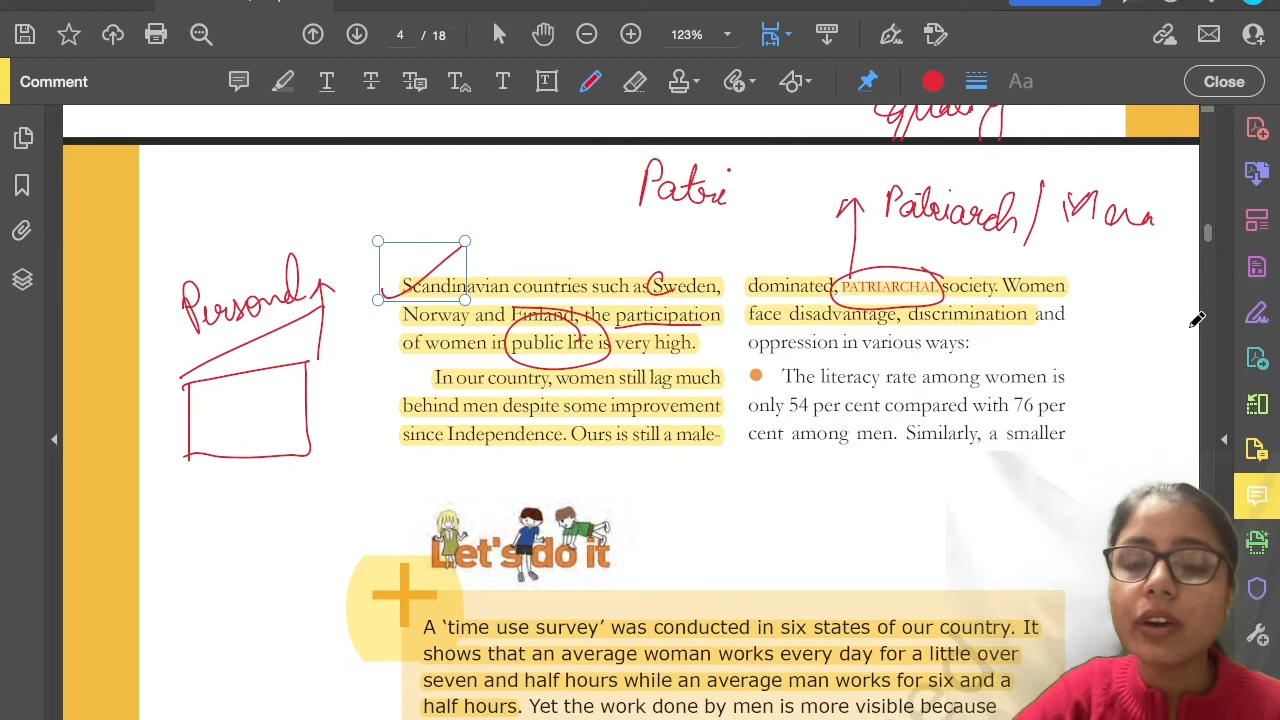 4 / 18
123%
Comment
Aa
Close
equality
Patri
Patriarch / Men
Personal
Scandinavian countries such as Sweden,
Norway and Finland, the participation
of women in public life is very high.
In our country, women still lag much
behind men despite some improvement
since Independence. Ours is still a male-
dominated, PATRIARCHAL society. Women
face disadvantage, discrimination and
oppression in various ways:
The literacy rate among women is
only 54 per cent compared with 76 per
cent among men. Similarly, a smaller
Let's do it
A ‘time use survey’ was conducted in six states of our country. It
shows that an average woman works every day for a little over
seven and half hours while an average man works for six and a
half hours. Yet the work done by men is more visible because